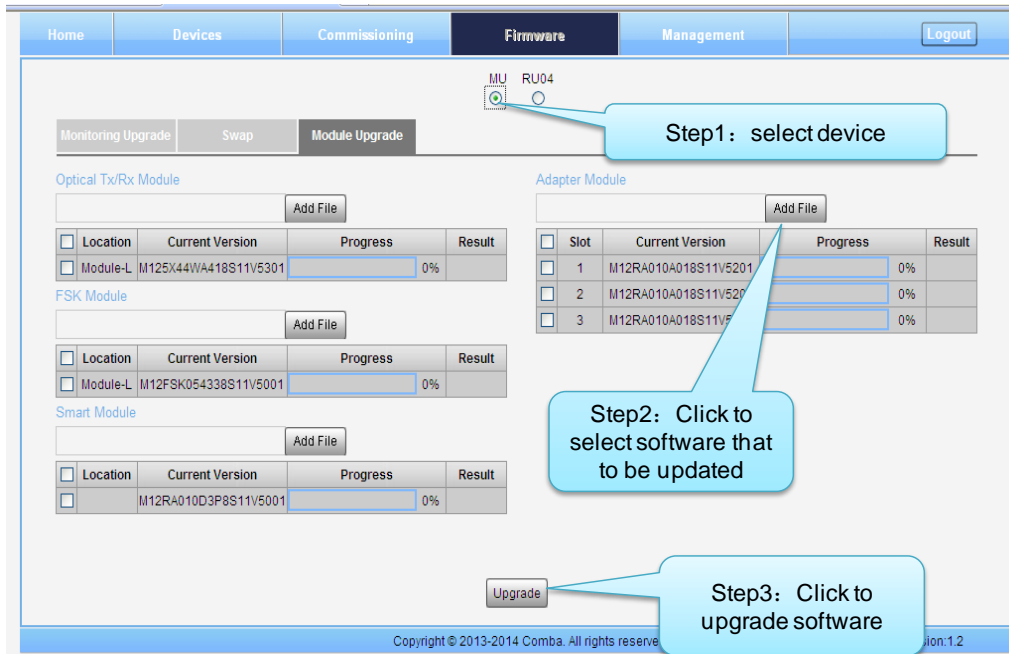 Home Devices Commissioning Firmware Management Logout
MU RU04
Step1：select device
Monitoring Upgrade Swap Module Upgrade
Optical Tx/Rx Module
Add File
Location Current Version Progress Result
Module-L M125X44WA418S11V5301 0%
FSK Module
Add File
Location Current Version Progress Result
Module-L M12FSK054338S11V5001 0%
Smart Module
Add File
Location Current Version Progress Result
M12RA010D3P8S11V5001 0%
Adapter Module
Add File
Slot Current Version Progress Result
1 M12RA010A018S11V5201 0%
2 0%
3 0%
Step2：Click to
select software that
to be updated
Upgrade
Step3：Click to
upgrade software
Copyright © 2013-2014 Comba. All rights